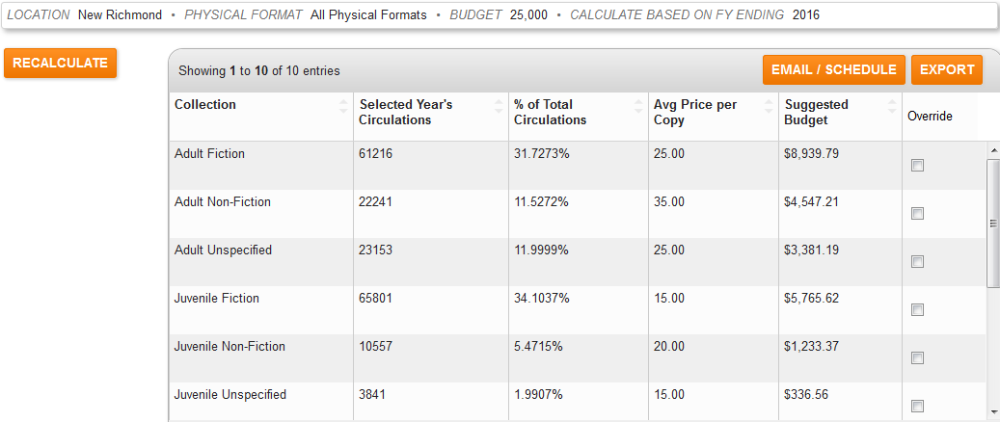 LOCATION New Richmond • PHYSICAL FORMAT All Physical Formats • BUDGET 25,000 • CALCULATE BASED ON FY ENDING 2016
RECALCULATE
Showing 1 to 10 of 10 entries
EMAIL / SCHEDULE
EXPORT
Collection Selected Year's Circulations % of Total Circulations Avg Price per Copy Suggested Budget Override
Adult Fiction 61216 31.7273% 25.00 $8,939.79
Adult Non-Fiction 22241 11.5272% 35.00 $4,547.21
Adult Unspecified 23153 11.9999% 25.00 $3,381.19
Juvenile Fiction 65801 34.1037% 15.00 $5,765.62
Juvenile Non-Fiction 10557 5.4715% 20.00 $1,233.37
Juvenile Unspecified 3841 1.9907% 15.00 $336.56